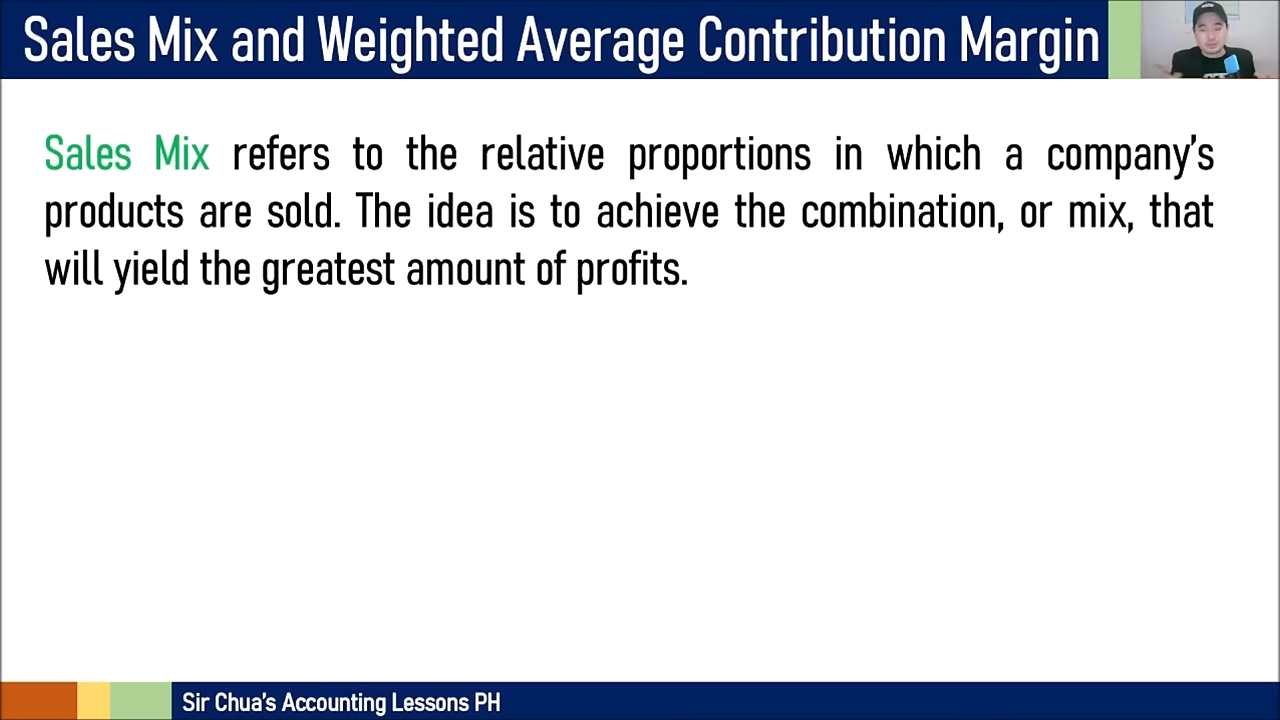 Sales Mix and Weighted Average Contribution Margin
Sales Mix refers to the relative proportions in which a company's
products are sold. The idea is to achieve the combination, or mix, that
will yield the greatest amount of profits.
Sir Chua's Accounting Lessons PH